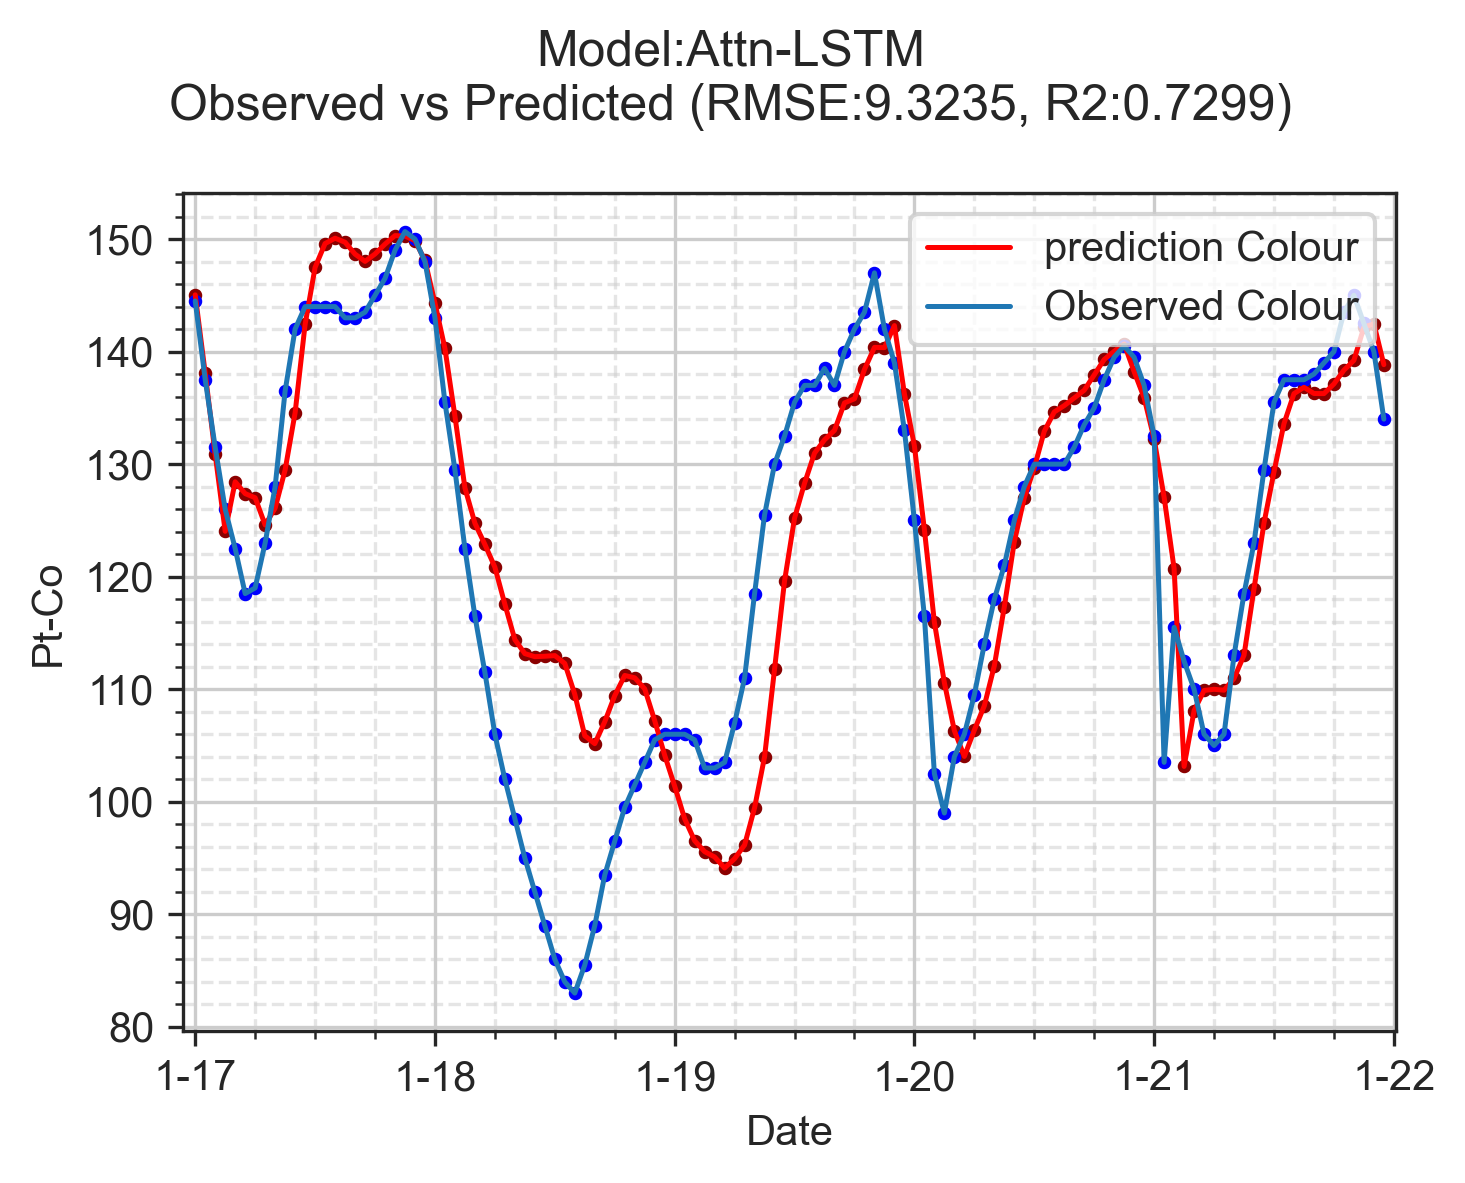 Model:Attn-LSTM
Observed vs Predicted (RMSE:9.3235, R2:0.7299)
prediction Colour
Observed Colour
150
140
130
120
110
100
90
80
Pt-Co
1-17 1-18 1-19 1-20 1-21 1-22
Date